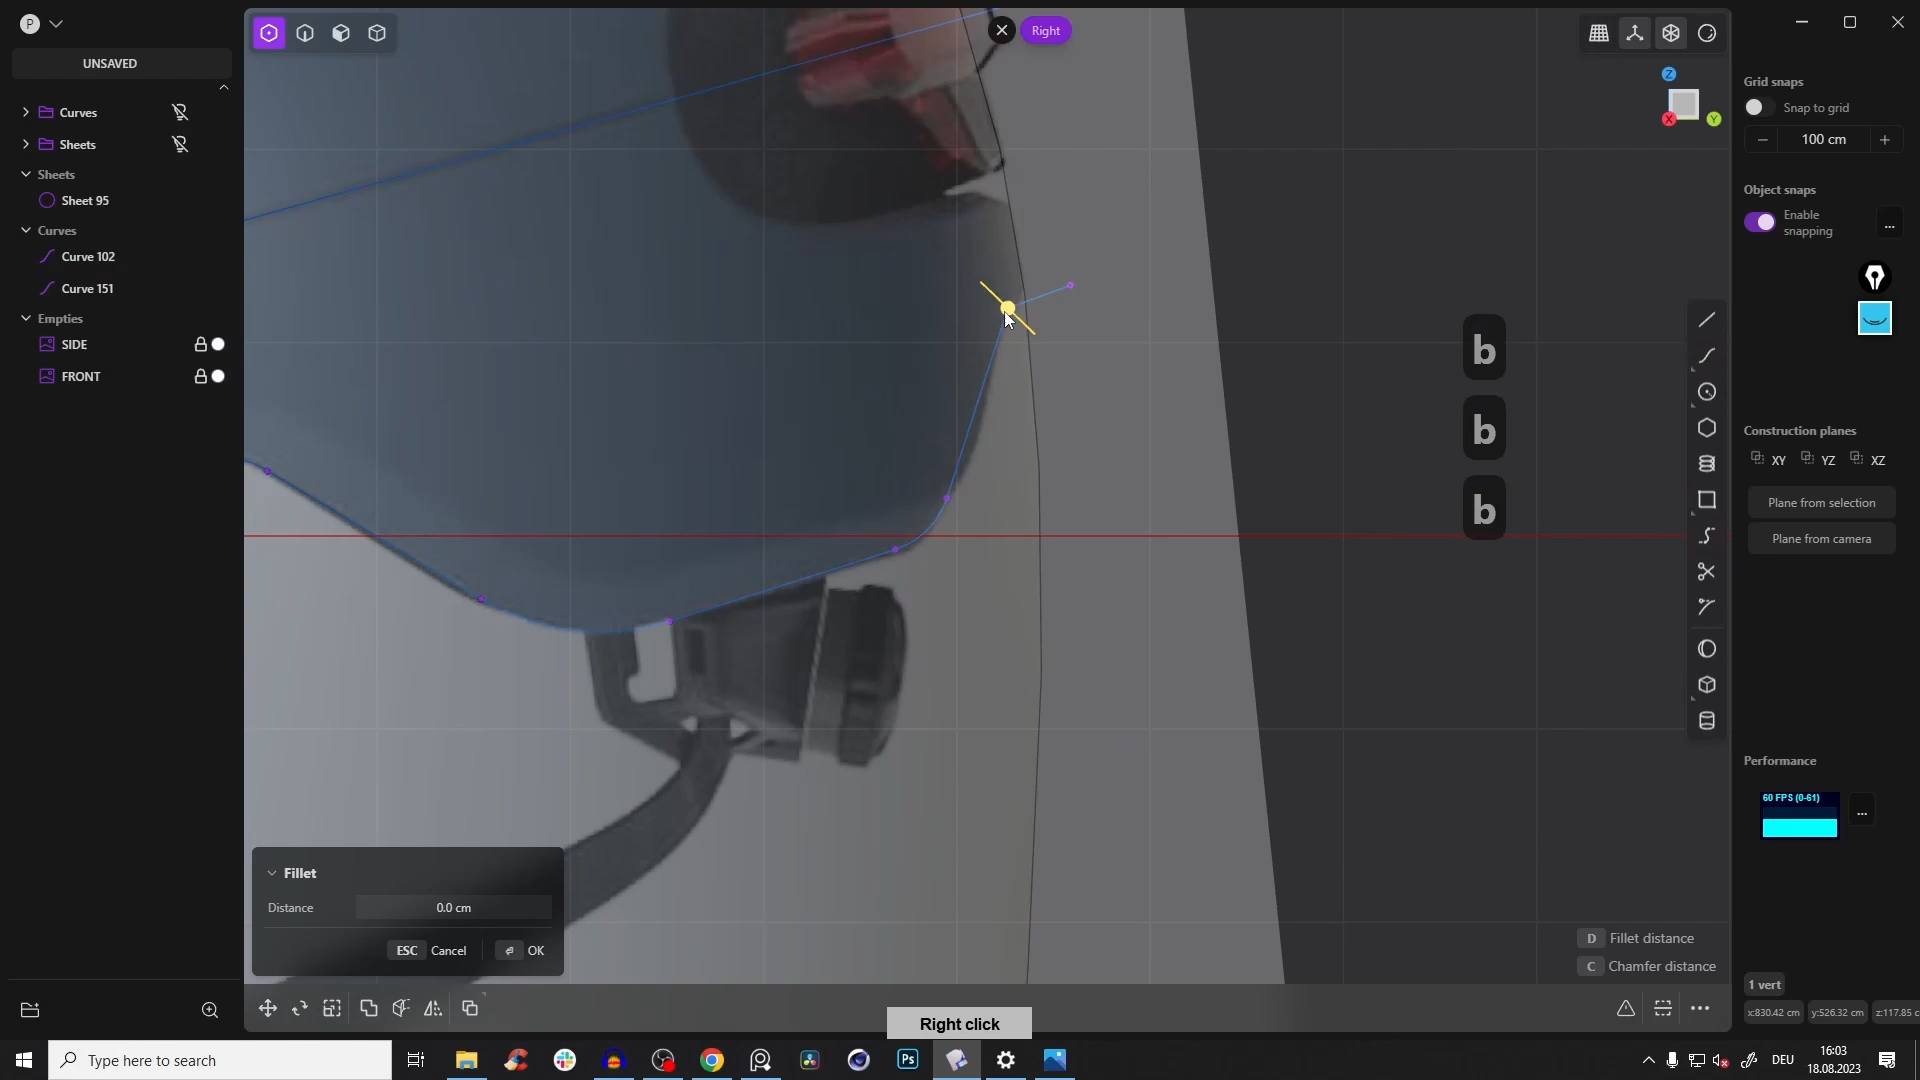 P
UNSAVED
Curves
Sheets
Sheets
Sheet 95
Curves
Curve 102
Curve 151
Empties
SIDE
FRONT
Right
Z
X
Y
b
b
b
Fillet
Distance
0.0 cm
ESC Cancel
OK
D Fillet distance
C Chamfer distance
Right click
Grid snaps
Snap to grid
100 cm
Object snaps
Enable
snapping
...
Construction planes
XY YZ XZ
Plane from selection
Plane from camera
Performance
60 FPS (0-61)
...
1 vert
x:830.42 cm y:526.32 cm z:117.85 c
Type here to search
Ps
DEU
16:03
18.08.2023